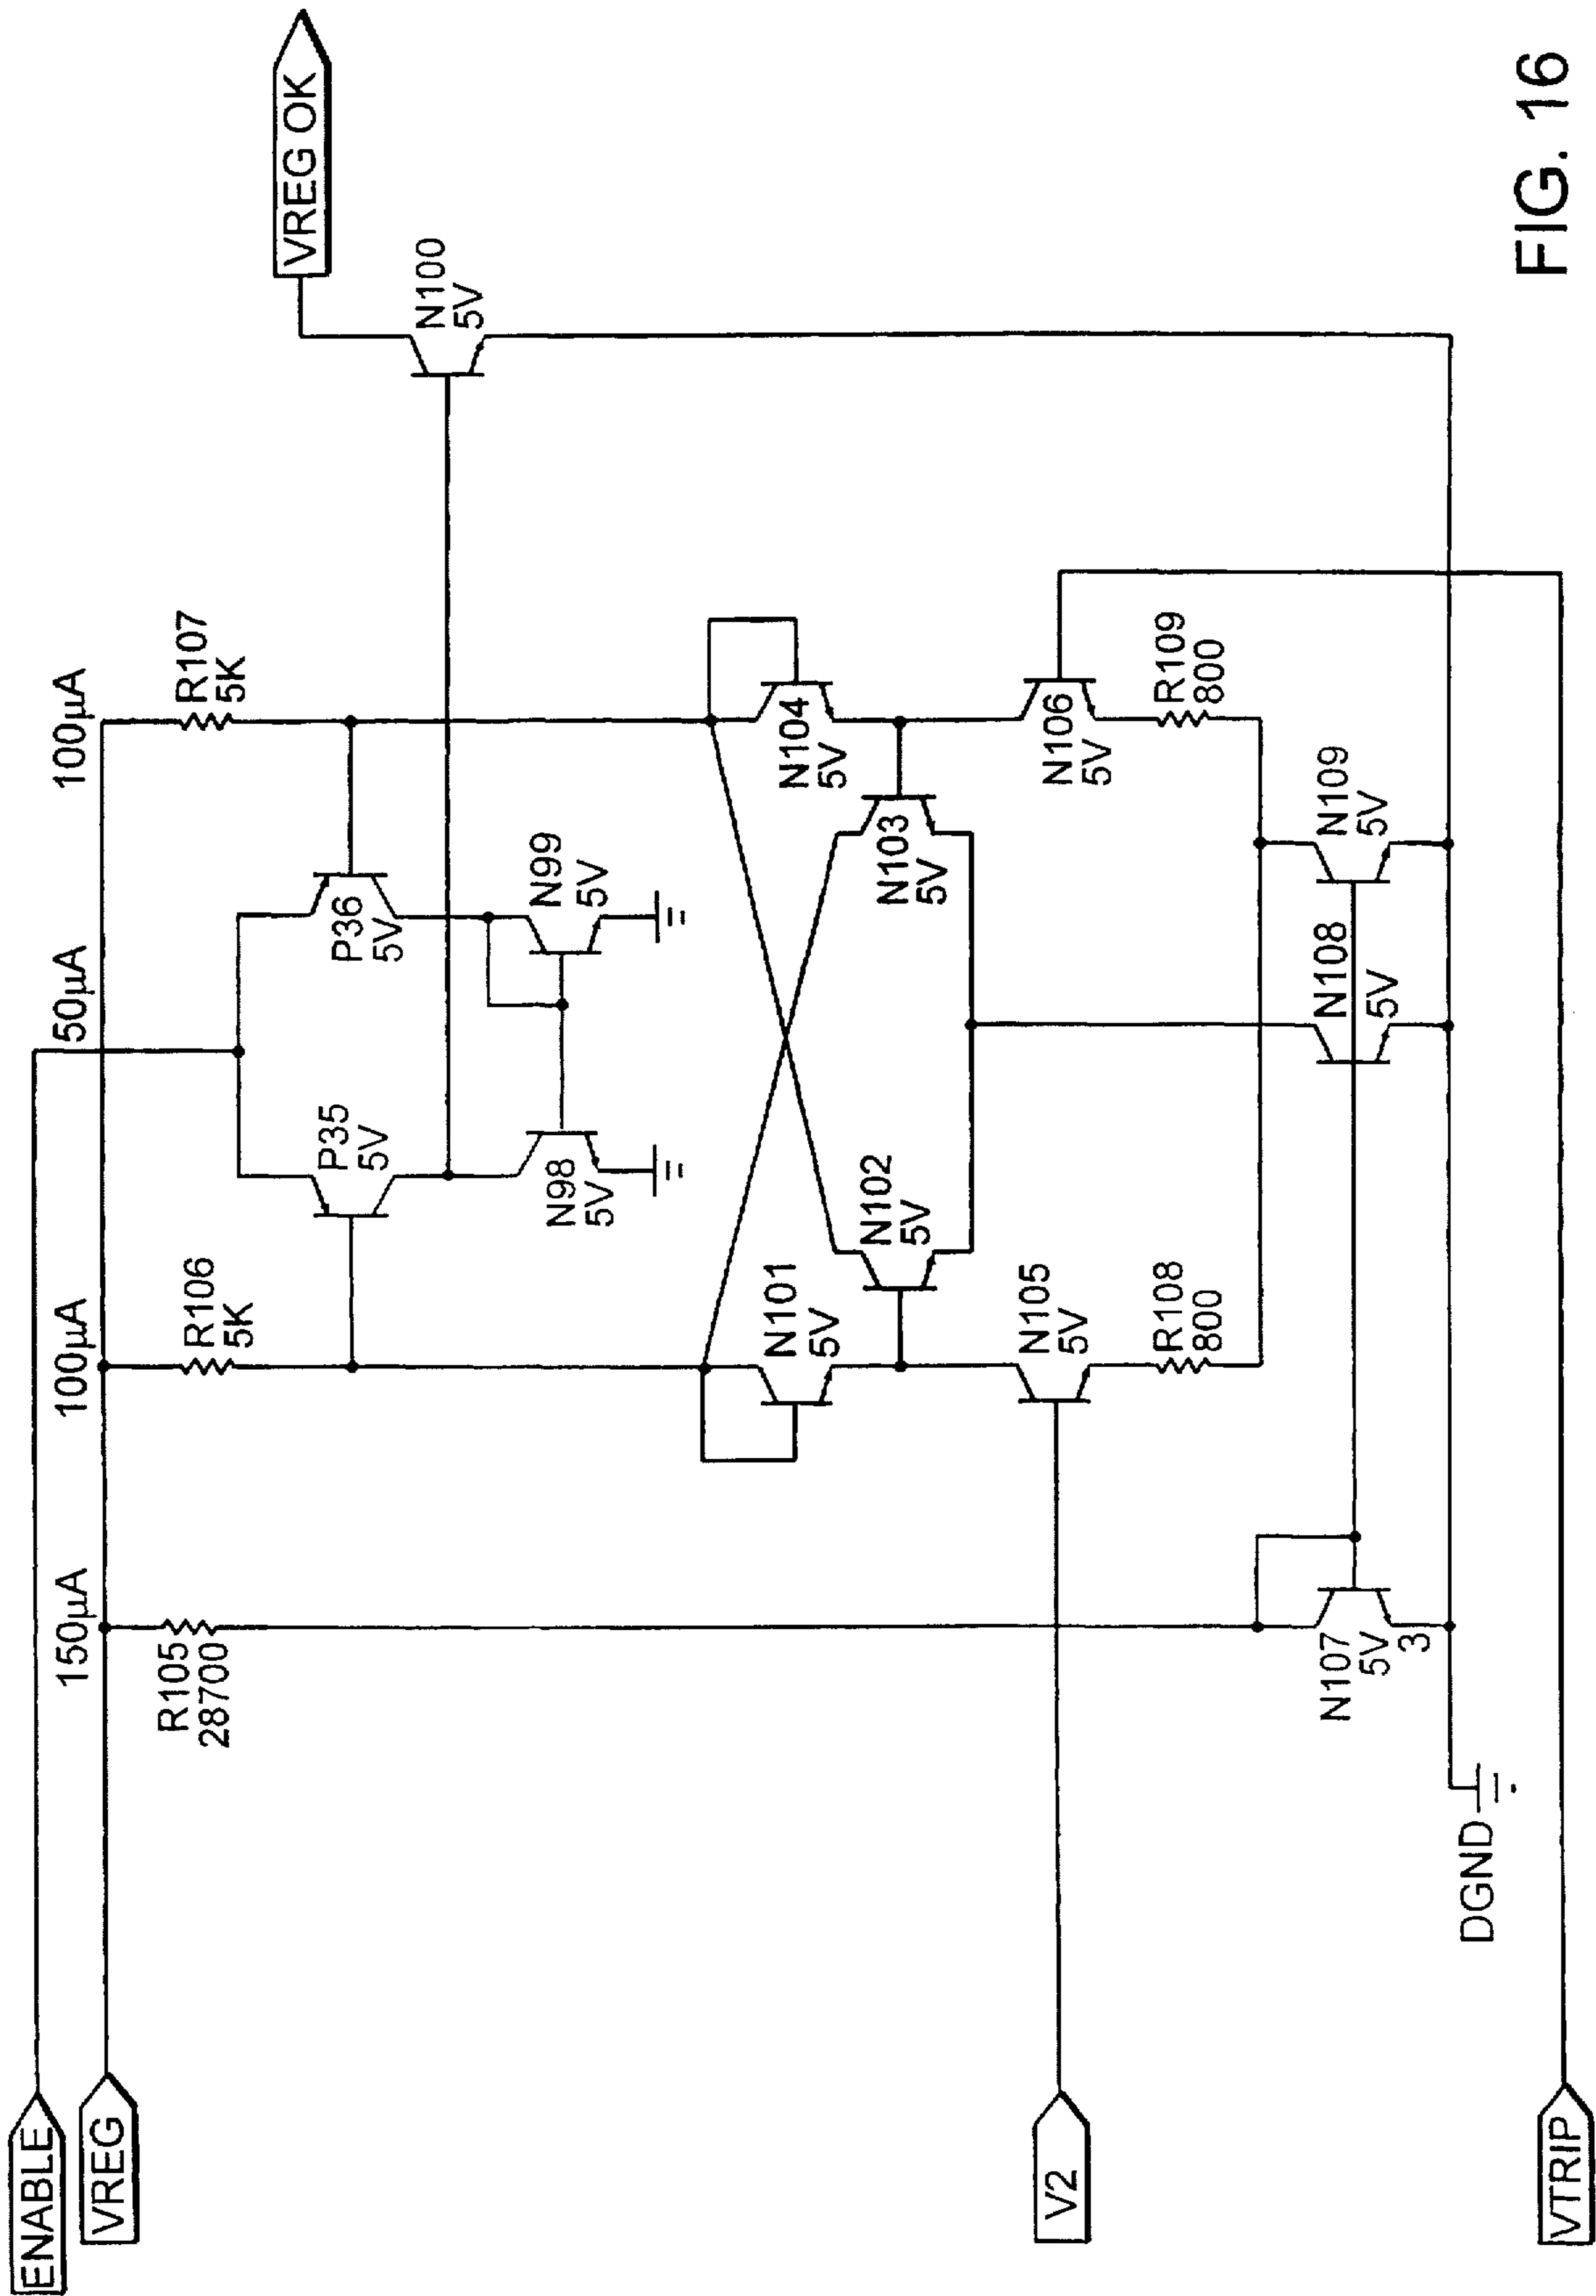 ENABLE
VREG
150µA
100µA
50µA
100µA
R105
28700
R106
5K
R107
5K
VREG OK
P35
5V
P36
5V
N100
5V
N98
5V
N99
5V
N101
5V
N102
5V
N103
5V
N104
5V
V2
N105
5V
N106
5V
R108
800
R109
800
N107
5V
3
N108
5V
N109
5V
DGND
VTRIP
FIG. 16